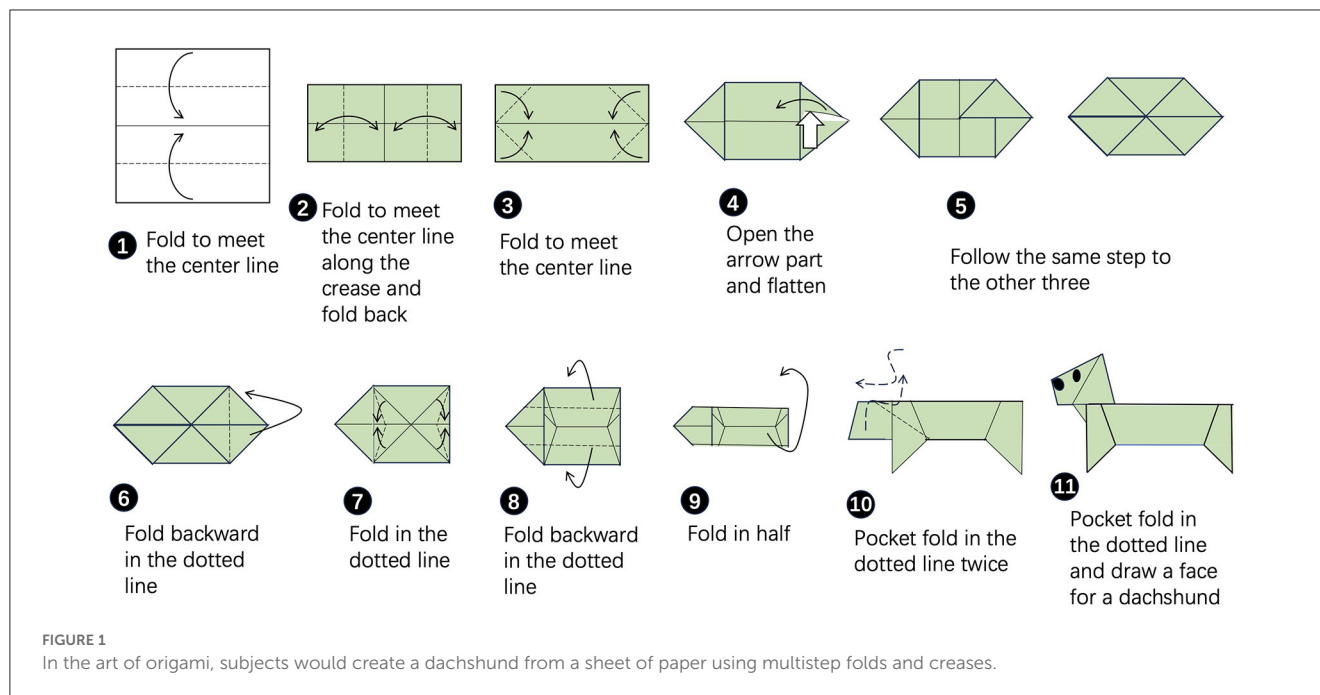 1 Fold to meet
the center line
2 Fold to meet
the center line
along the
crease and
fold back
3
Fold to meet
the center line
4
Open the
arrow part
and flatten
5
Follow the same step to
the other three
6
Fold backward
in the dotted
line
7
Fold in the
dotted line
8
Fold backward
in the dotted
line
9
Fold in half
10
Pocket fold in the
dotted line twice
11
Pocket fold in
the dotted line
and draw a face
for a dachshund
FIGURE 1
In the art of origami, subjects would create a dachshund from a sheet of paper using multistep folds and creases.